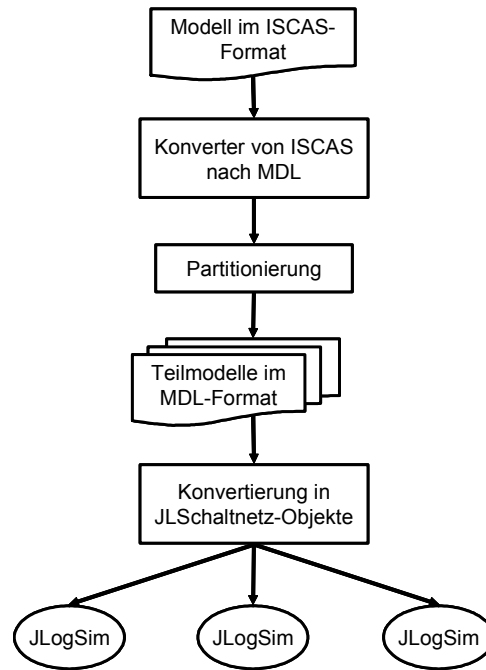 Modell im ISCAS-
Format
Konverter von ISCAS
nach MDL
Partitionierung
Teilmodelle im
MDL-Format
Konvertierung in
JLSchaltnetz-Objekte
JLogSim
JLogSim
JLogSim